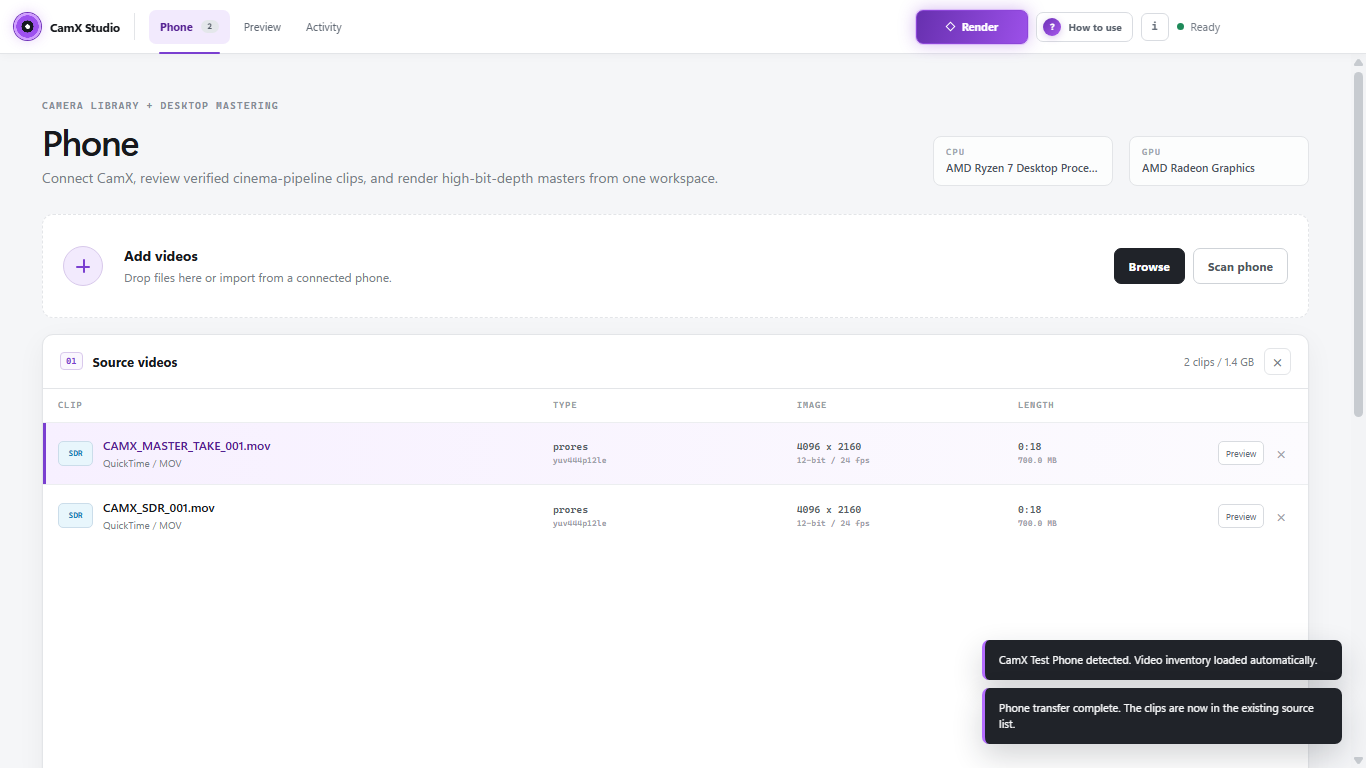 CamX Studio
Phone 2
Preview
Activity
Render
? How to use
i
Ready
CAMERA LIBRARY + DESKTOP MASTERING
Phone
Connect CamX, review verified cinema-pipeline clips, and render high-bit-depth masters from one workspace.
CPU
AMD Ryzen 7 Desktop Proce...
GPU
AMD Radeon Graphics
Add videos
Drop files here or import from a connected phone.
Browse
Scan phone
01 Source videos
2 clips / 1.4 GB
CLIP TYPE IMAGE LENGTH
SDR
CAMX_MASTER_TAKE_001.mov
QuickTime / MOV
prores
yuv444p12le
4096 x 2160
12-bit / 24 fps
0:18
700.0 MB
Preview
SDR
CAMX_SDR_001.mov
QuickTime / MOV
prores
yuv444p12le
4096 x 2160
12-bit / 24 fps
0:18
700.0 MB
Preview
CamX Test Phone detected. Video inventory loaded automatically.
Phone transfer complete. The clips are now in the existing source
list.